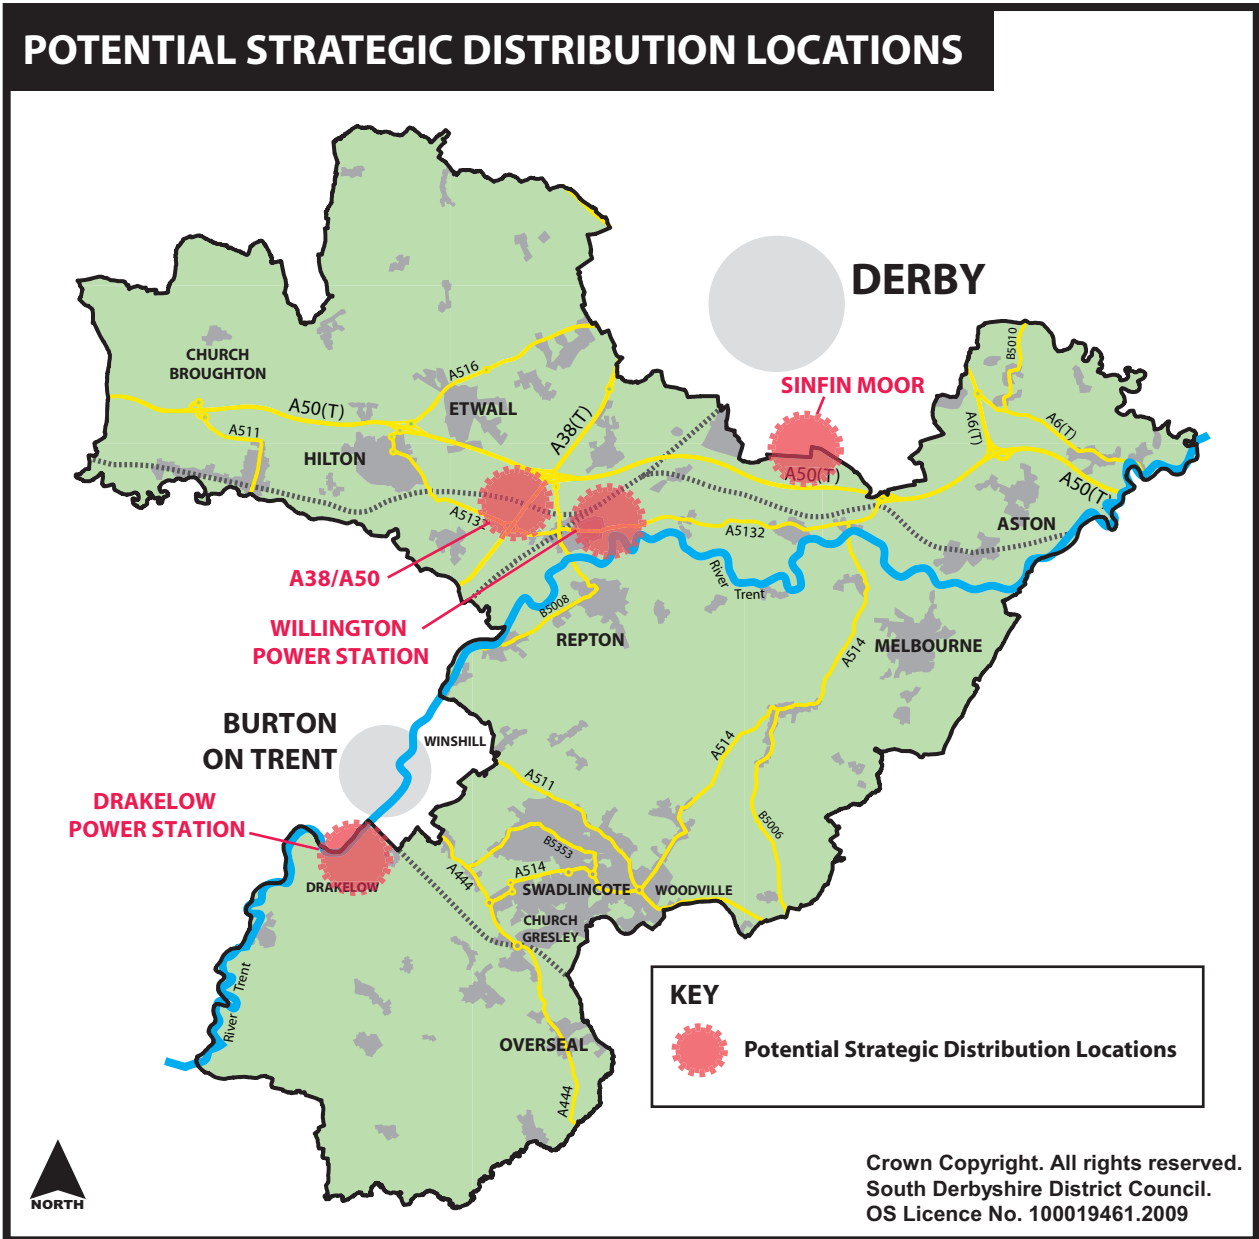 POTENTIAL STRATEGIC DISTRIBUTION LOCATIONS
DERBY
B5010
CHURCH
BROUGHTON
A516
SINFIN MOOR
A50(T)
ETWALL
A38(T)
A6(T)
A6(T)
A511
HILTON
A50(T)
A50(T)
A5132
A5132
ASTON
A38/A50
River
Trent
B5008
WILLINGTON
POWER STATION
REPTON
A514
MELBOURNE
BURTON
ON TRENT
WINSHILL
A514
A511
DRAKELOW
POWER STATION
B5006
B5353
A444
A514
DRAKELOW
SWADLINCOTE
WOODVILLE
CHURCH
GRESLEY
River Trent
KEY
Potential Strategic Distribution Locations
OVERSEAL
A444
NORTH
Crown Copyright. All rights reserved.
South Derbyshire District Council.
OS Licence No. 100019461.2009